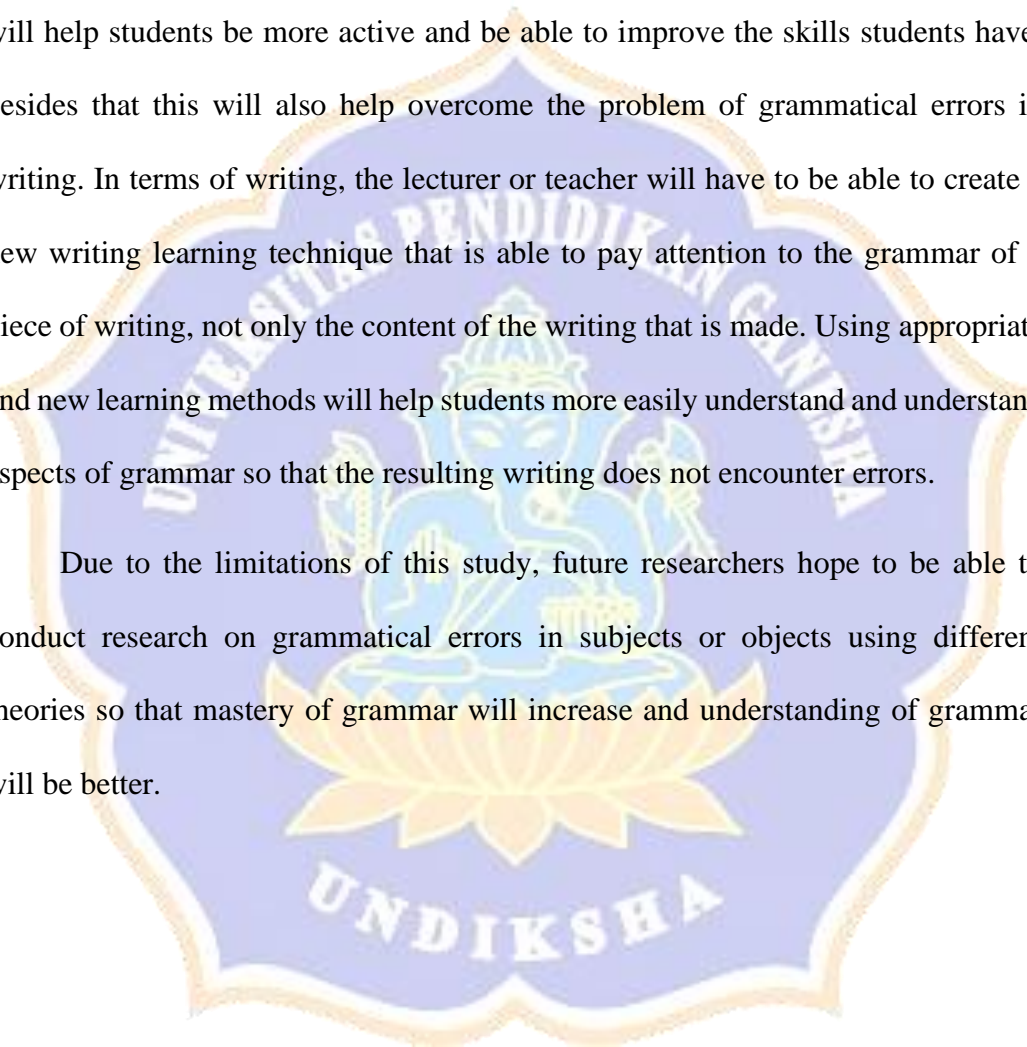 will help students be more active and be able to improve the skills students have
esides that this will also help overcome the problem of grammatical errors i
writing. In terms of writing, the lecturer or teacher will have to be able to create
ew writing learning technique that is able to pay attention to the grammar of
iece of writing, not only the content of the writing that is made. Using appropriat
nd new learning methods will help students more easily understand and understan
spects of grammar so that the resulting writing does not encounter errors.
Due to the limitations of this study, future researchers hope to be able t
onduct research on grammatical errors in subjects or objects using differen
heories so that mastery of grammar will increase and understanding of gramma
will be better.
UNIVERSITAS PENDIDIKAN GANESHA
UNDIKSHA